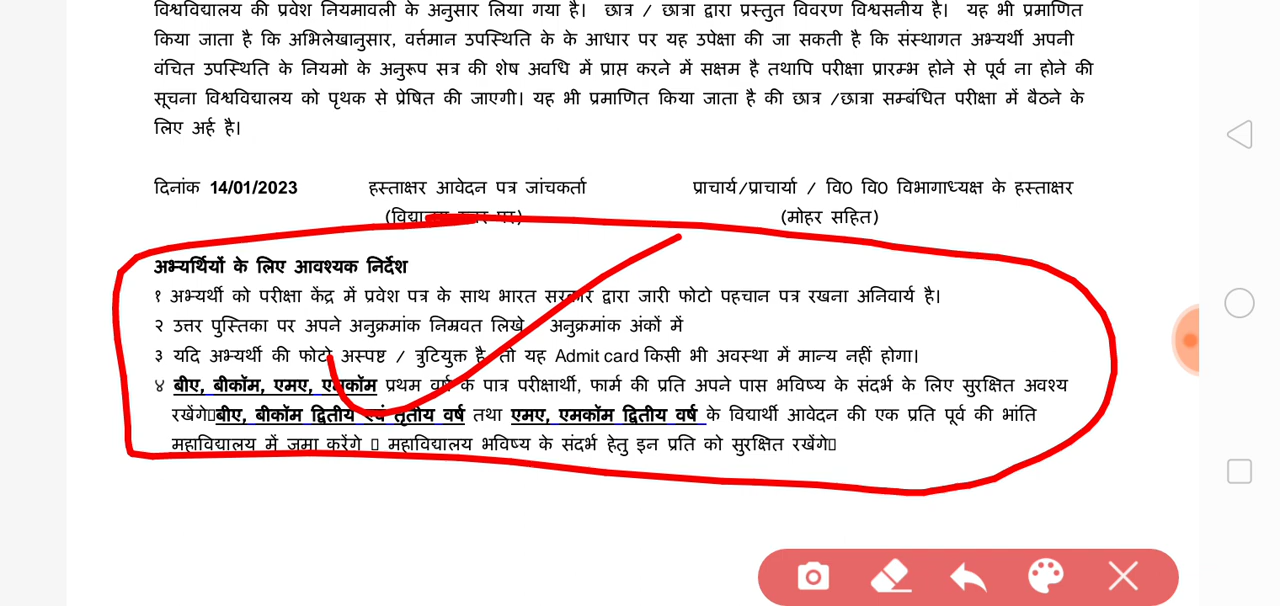 विश्वविद्यालय की प्रवेश नियमावली के अनुसार लिया गया है। छात्र / छात्रा द्वारा प्रस्तुत विवरण विश्वसनीय है। यह भी प्रमाणित
किया जाता है कि अभिलेखानुसार, वर्त्तमान उपस्थिति के के आधार पर यह उपेक्षा की जा सकती है कि संस्थागत अभ्यर्थी अपनी
वंचित उपस्थिति के नियमो के अनुरूप सत्र की शेष अवधि में प्राप्त करने में सक्षम है तथापि परीक्षा प्रारम्भ होने से पूर्व ना होने की
सूचना विश्वविद्यालय को पृथक से प्रेषित की जाएगी। यह भी प्रमाणित किया जाता है की छात्र /छात्रा सम्बंधित परीक्षा में बैठने के
लिए अर्ह है।
दिनांक 14/01/2023 हस्ताक्षर आवेदन पत्र जांचकर्ता प्राचार्य/प्राचार्या / वि0 वि0 विभागाध्यक्ष के हस्ताक्षर
(विद्यालय स्तर पर) (मोहर सहित)
अभ्यर्थियों के लिए आवश्यक निर्देश
१ अभ्यर्थी को परीक्षा केंद्र में प्रवेश पत्र के साथ भारत सरकार द्वारा जारी फोटो पहचान पत्र रखना अनिवार्य है।
२ उत्तर पुस्तिका पर अपने अनुक्रमांक निम्नवत लिखे अनुक्रमांक अंकों में
३ यदि अभ्यर्थी की फोटो अस्पष्ट / त्रुटियुक्त है तो यह Admit card किसी भी अवस्था में मान्य नहीं होगा।
४ बीए, बीकॉम, एमए, एमकॉम प्रथम वर्ष के पात्र परीक्षार्थी, फार्म की प्रति अपने पास भविष्य के संदर्भ के लिए सुरक्षित अवश्य
रखेंगे बीए, बीकॉम द्वितीय एवं तृतीय वर्ष तथा एमए, एमकॉम द्वितीय वर्ष के विद्यार्थी आवेदन की एक प्रति पूर्व की भांति
महाविद्यालय में जमा करेंगे महाविद्यालय भविष्य के संदर्भ हेतु इन प्रति को सुरक्षित रखेंगे